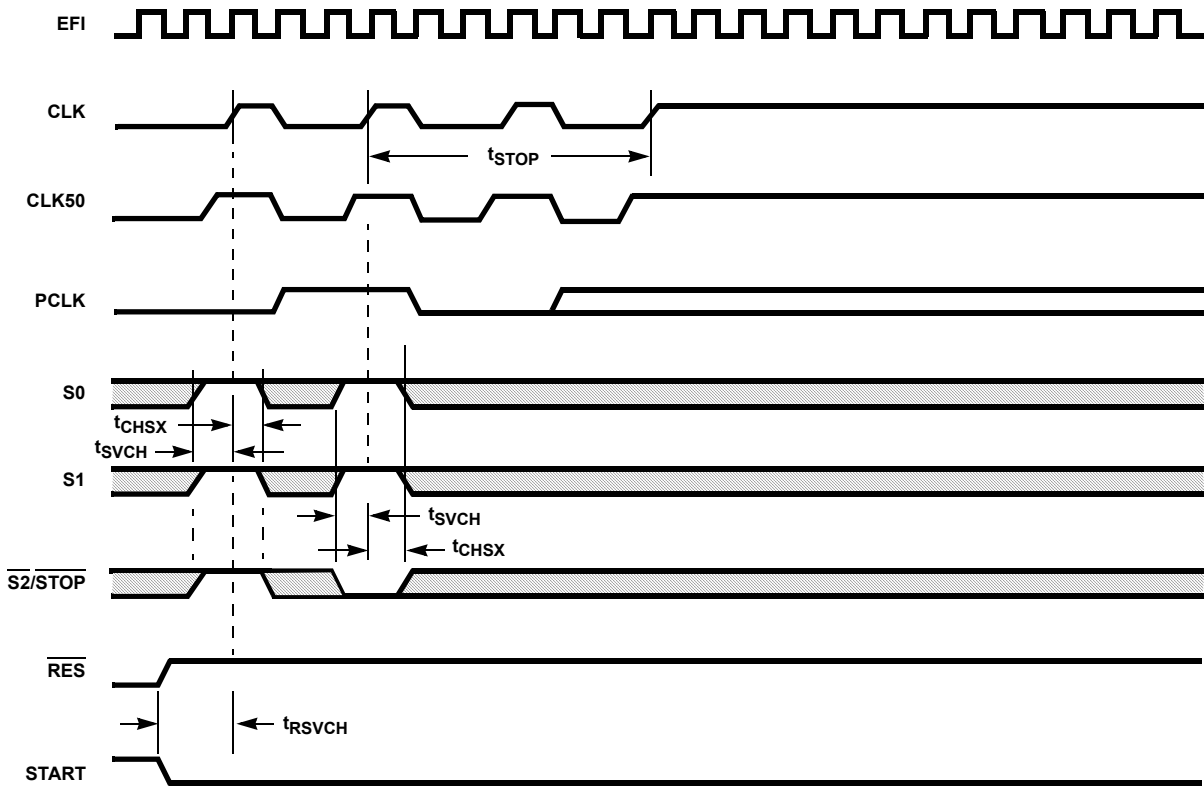 EFI
CLK
tSTOP
CLK50
PCLK
S0
tCHSX
tSVCH
S1
tSVCH
tCHSX
S2/STOP
RES
tRSVCH
START